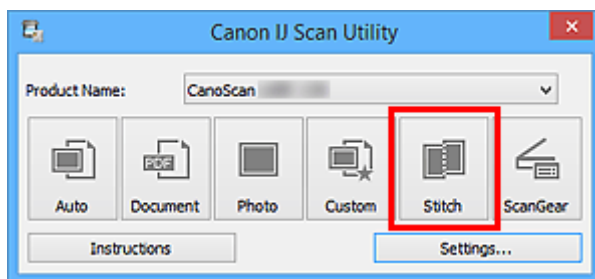 Canon IJ Scan Utility
Product Name: CanoScan
PDF
Auto Document Photo Custom Stitch ScanGear
Instructions Settings...